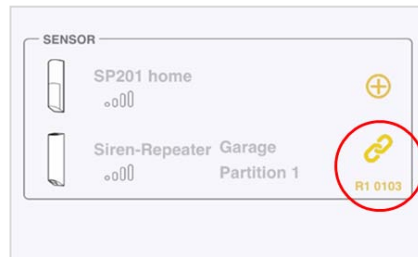 SENSOR
SP201 home
Siren-Repeater Garage
Partition 1
R1 0103